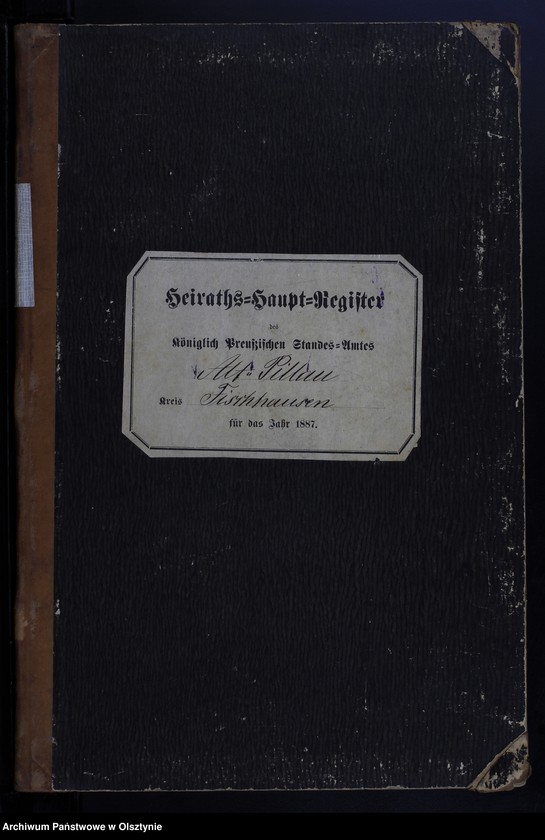 Heiraths-Haupt-Register
des
Königlich Preußischen Standes-Amtes
Alt-Pillau
Kreis Fischhausen
für das Jahr 1887.
Archiwum Państwowe w Olsztynie